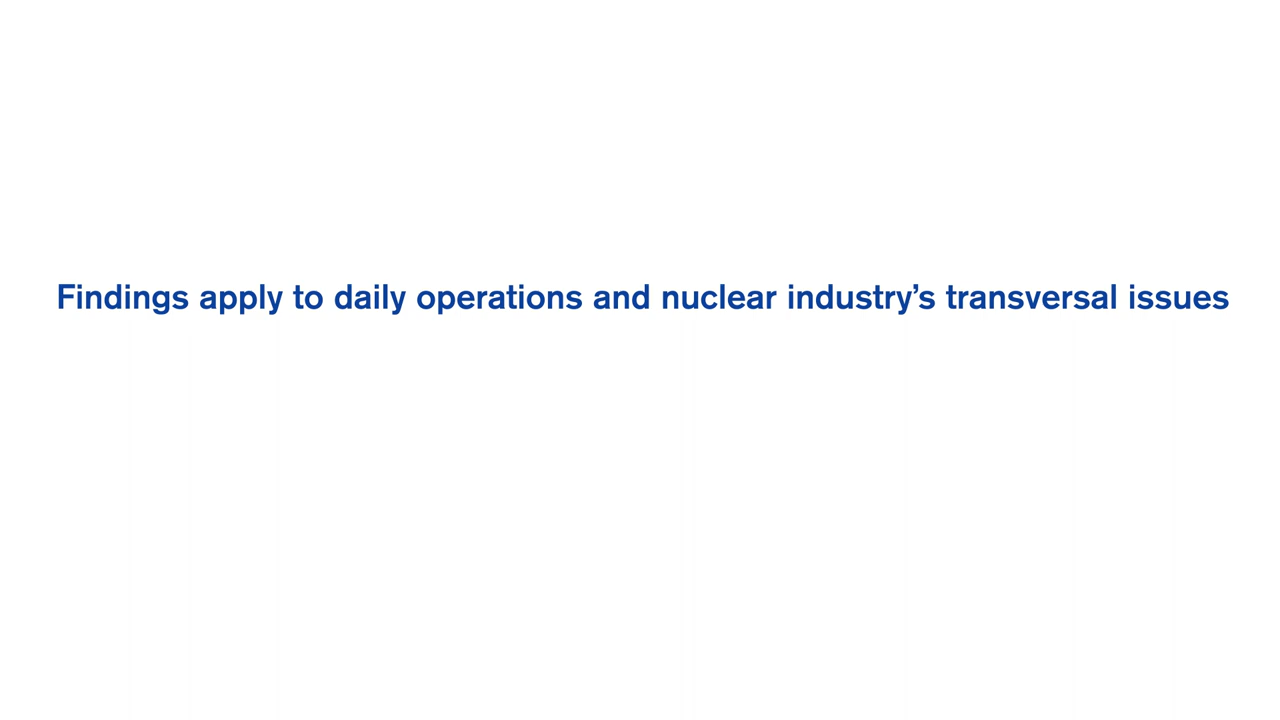 Findings apply to daily operations and nuclear industry’s transversal issues